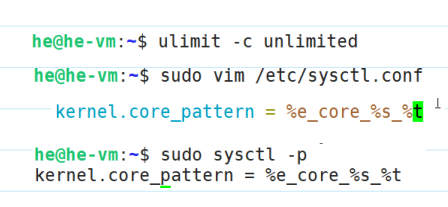 he@he-vm:~$ ulimit -c unlimited
he@he-vm:~$ sudo vim /etc/sysctl.conf
kernel.core_pattern = %e_core_%s_%t
he@he-vm:~$ sudo sysctl -p
kernel.core_pattern = %e_core_%s_%t